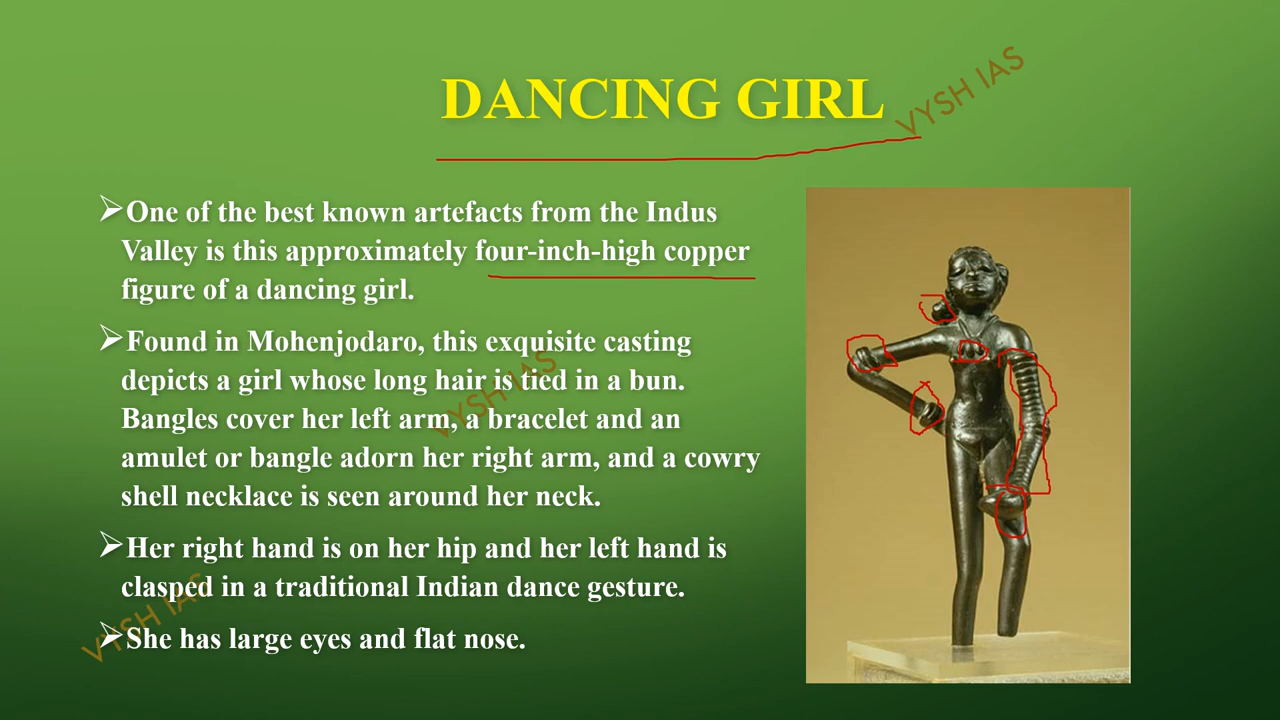 DANCING GIRL
VYSH IAS
➢One of the best known artefacts from the Indus
Valley is this approximately four-inch-high copper
figure of a dancing girl.
➢Found in Mohenjodaro, this exquisite casting
depicts a girl whose long hair is tied in a bun.
Bangles cover her left arm, a bracelet and an
amulet or bangle adorn her right arm, and a cowry
shell necklace is seen around her neck.
VYSH IAS
➢Her right hand is on her hip and her left hand is
clasped in a traditional Indian dance gesture.
➢She has large eyes and flat nose.
VYSH IAS